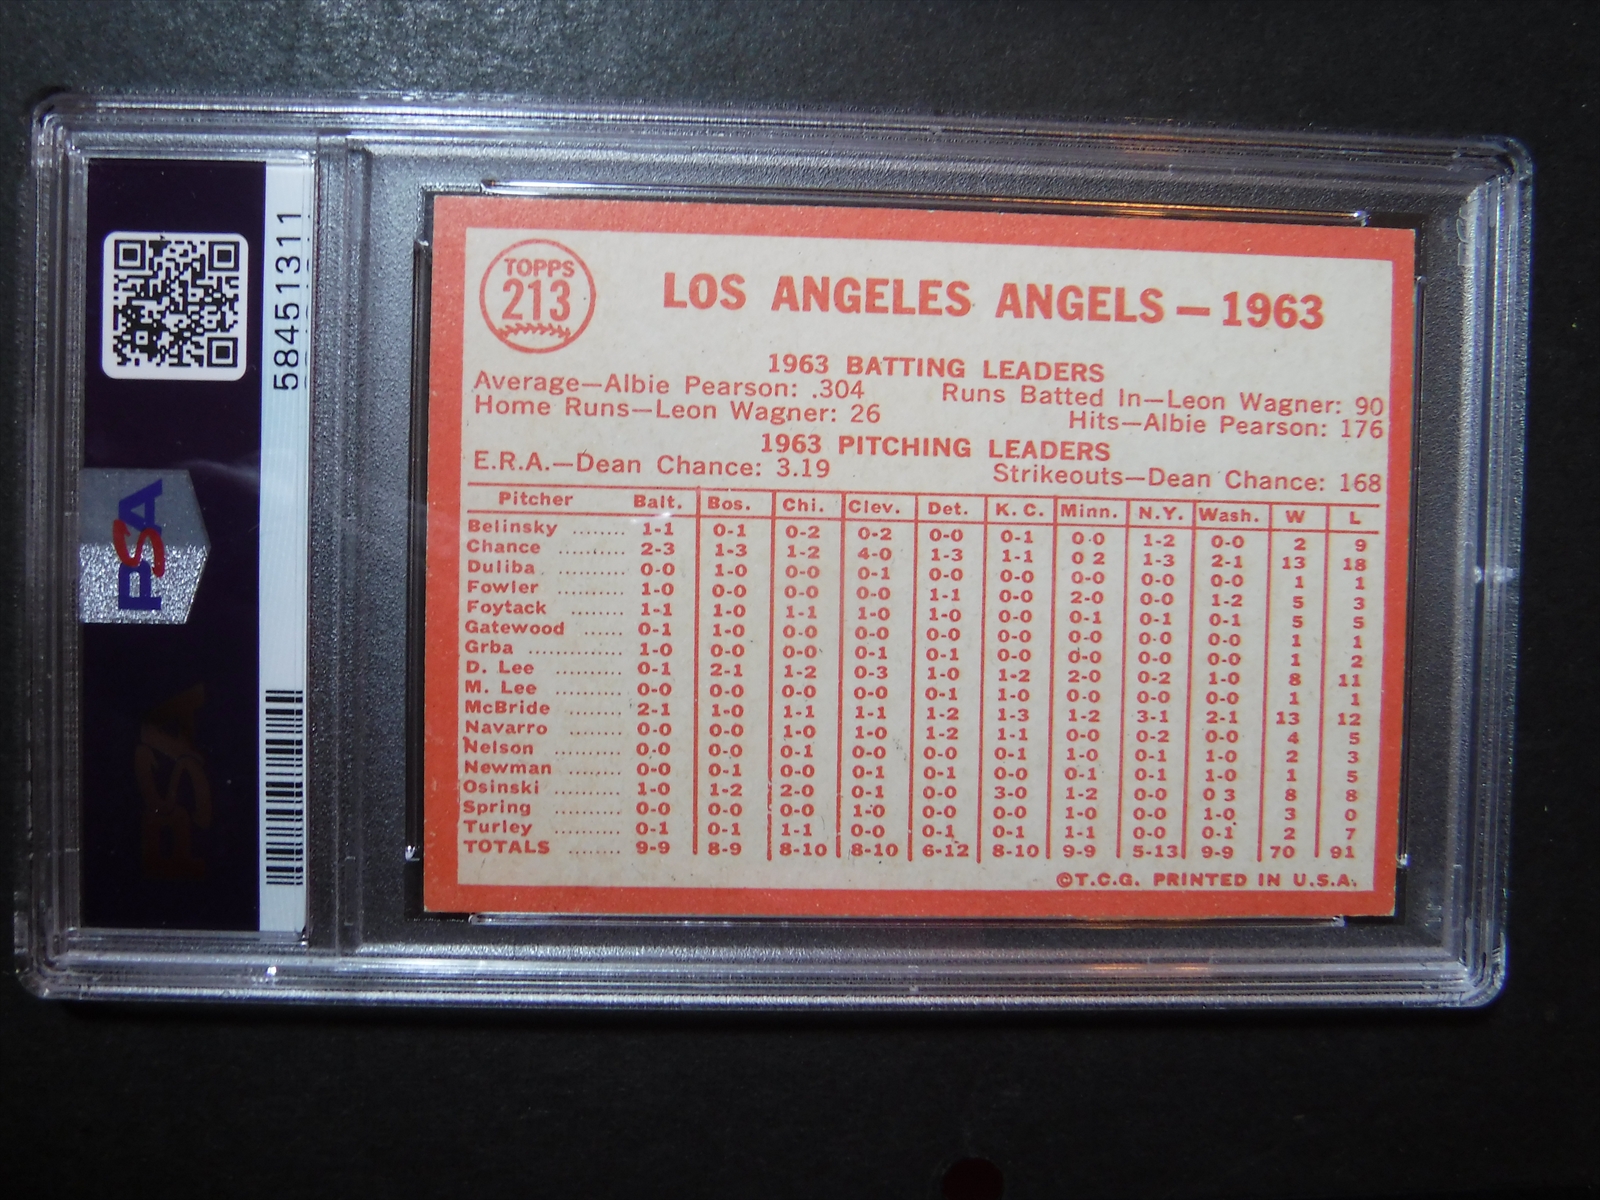 58451311
PSA
PSA
TOPPS
213
LOS ANGELES ANGELS — 1963
1963 BATTING LEADERS
Average—Albie Pearson: .304 Runs Batted In—Leon Wagner: 90
Home Runs—Leon Wagner: 26 Hits—Albie Pearson: 176
1963 PITCHING LEADERS
E.R.A.—Dean Chance: 3.19 Strikeouts—Dean Chance: 168
Pitcher Balt. Bos. Chi. Clev. Det. K. C. Minn. N.Y. Wash. W L
Belinsky ........ 1-1 0-1 0-2 0-2 0-0 0-1 0 0 1-2 0-0 2 9
Chance .......... 2-3 1-3 1-2 4-0 1-3 1-1 0 2 1-3 2-1 13 18
Duliba ........... 0-0 1-0 0-0 0-1 0-0 0-0 0-0 0-0 0-0 1 1
Fowler .......... 1-0 0-0 0-0 0-0 1-1 0-0 2-0 0-0 1-2 5 3
Foytack ......... 1-1 1-0 1-1 1-0 1-0 0-0 0-1 0-1 0-1 5 5
Gatewood ...... 0-1 1-0 0-0 0-0 0-0 0-0 0-0 0-0 0-0 1 1
Grba .............. 1-0 0-0 0-0 0-1 0-1 0-0 0-0 0-0 0-0 1 2
D. Lee ........... 0-1 2-1 1-2 0-3 1-0 1-2 2-0 0-2 1-0 8 11
M. Lee ........... 0-0 0-0 0-0 0-0 0-1 1-0 0-0 0-0 0-0 1 1
McBride ......... 2-1 1-0 1-1 1-1 1-2 1-3 1-2 3-1 2-1 13 12
Navarro ......... 0-0 0-0 1-0 1-0 1-2 1-1 0-0 0-2 0-0 4 5
Nelson .......... 0-0 0-0 0-1 0-0 0-0 0-1 1-0 0-1 1-0 2 3
Newman ........ 0-0 0-1 0-0 0-1 0-1 0-0 0-1 0-1 1-0 1 5
Osinski .......... 1-0 1-2 2-0 0-1 0-0 3-0 1-2 0-0 0 3 8 8
Spring ........... 0-0 0-0 0-0 1-0 0-0 0-0 1-0 0-0 1-0 3 0
Turley ........... 0-1 0-1 1-1 0-0 0-1 0-1 1-1 0-0 0-1 2 7
TOTALS ........ 9-9 8-9 8-10 8-10 6-12 8-10 9-9 5-13 9-9 70 91
©T.C.G. PRINTED IN U.S.A.